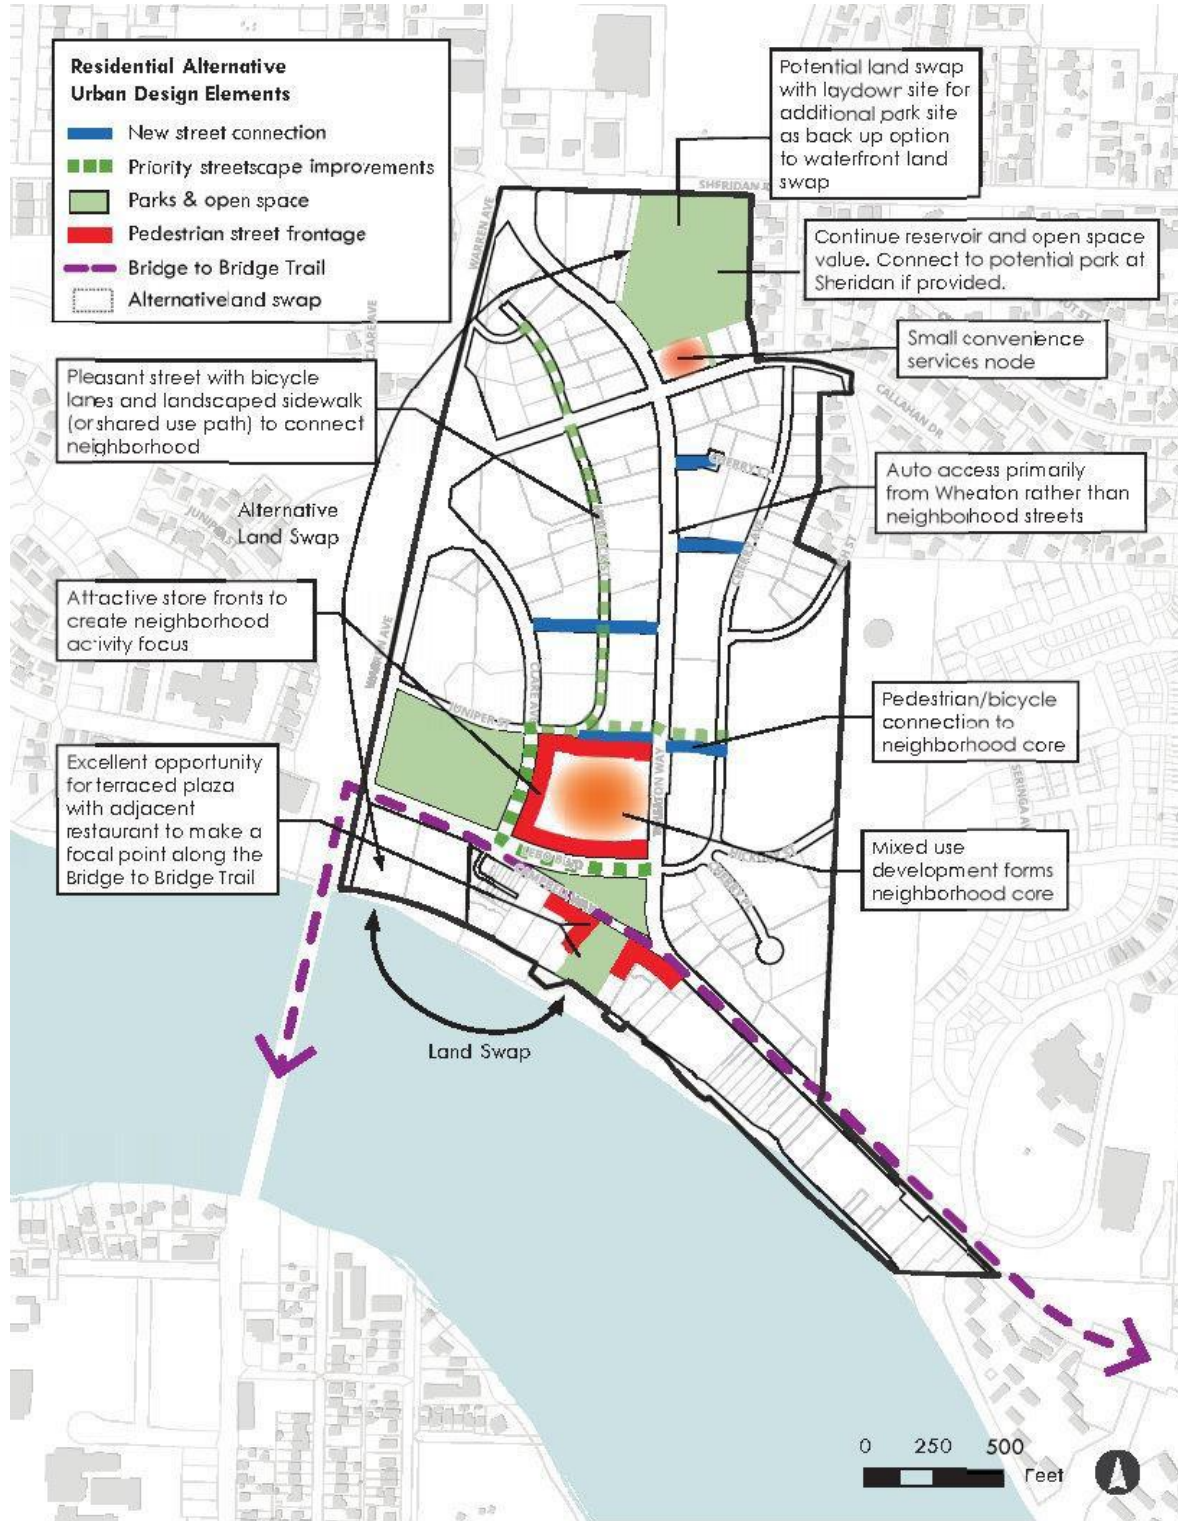 Residential Alternative
Urban Design Elements
New street connection
Priority streetscape improvements
Parks & open space
Pedestrian street frontage
Bridge to Bridge Trail
Alternative land swap
Potential land swap
with laydowr site for
additional park site
as back up option
to waterfront land
swap
SHERIDAN R
WARREN AVE
Continue reservoir and open space
value. Connect to potential park at
Sheridan if provided.
CLARE AVE
Small convenience
services node
Pleasant street with bicycle
lanes and landscaped sidewalk
(or shared use path) to connect
neighborhood
CALLAHAN DR
Auto access primarily
from Wheaton rather than
neighborhood streets
Alternative
Land Swap
Attractive store fronts to
create neighborhood
activity focus
WARREN AVE
CLARE AVE
JUNIPER ST
Pedestrian/bicycle
connection to
neighborhood core
Excellent opportunity
for terraced plaza
with adjacent
restaurant to make a
focal point along the
Bridge to Bridge Trail
WHEATON WAY
Mixed use
development forms
neighborhood core
Land Swap
0 250 500
Feet